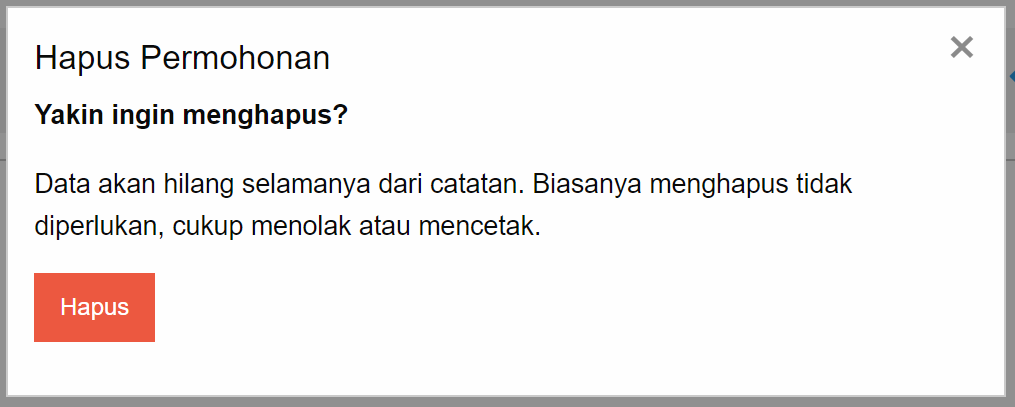 Hapus Permohonan
Yakin ingin menghapus?
Data akan hilang selamanya dari catatan. Biasanya menghapus tidak
diperlukan, cukup menolak atau mencetak.
Hapus